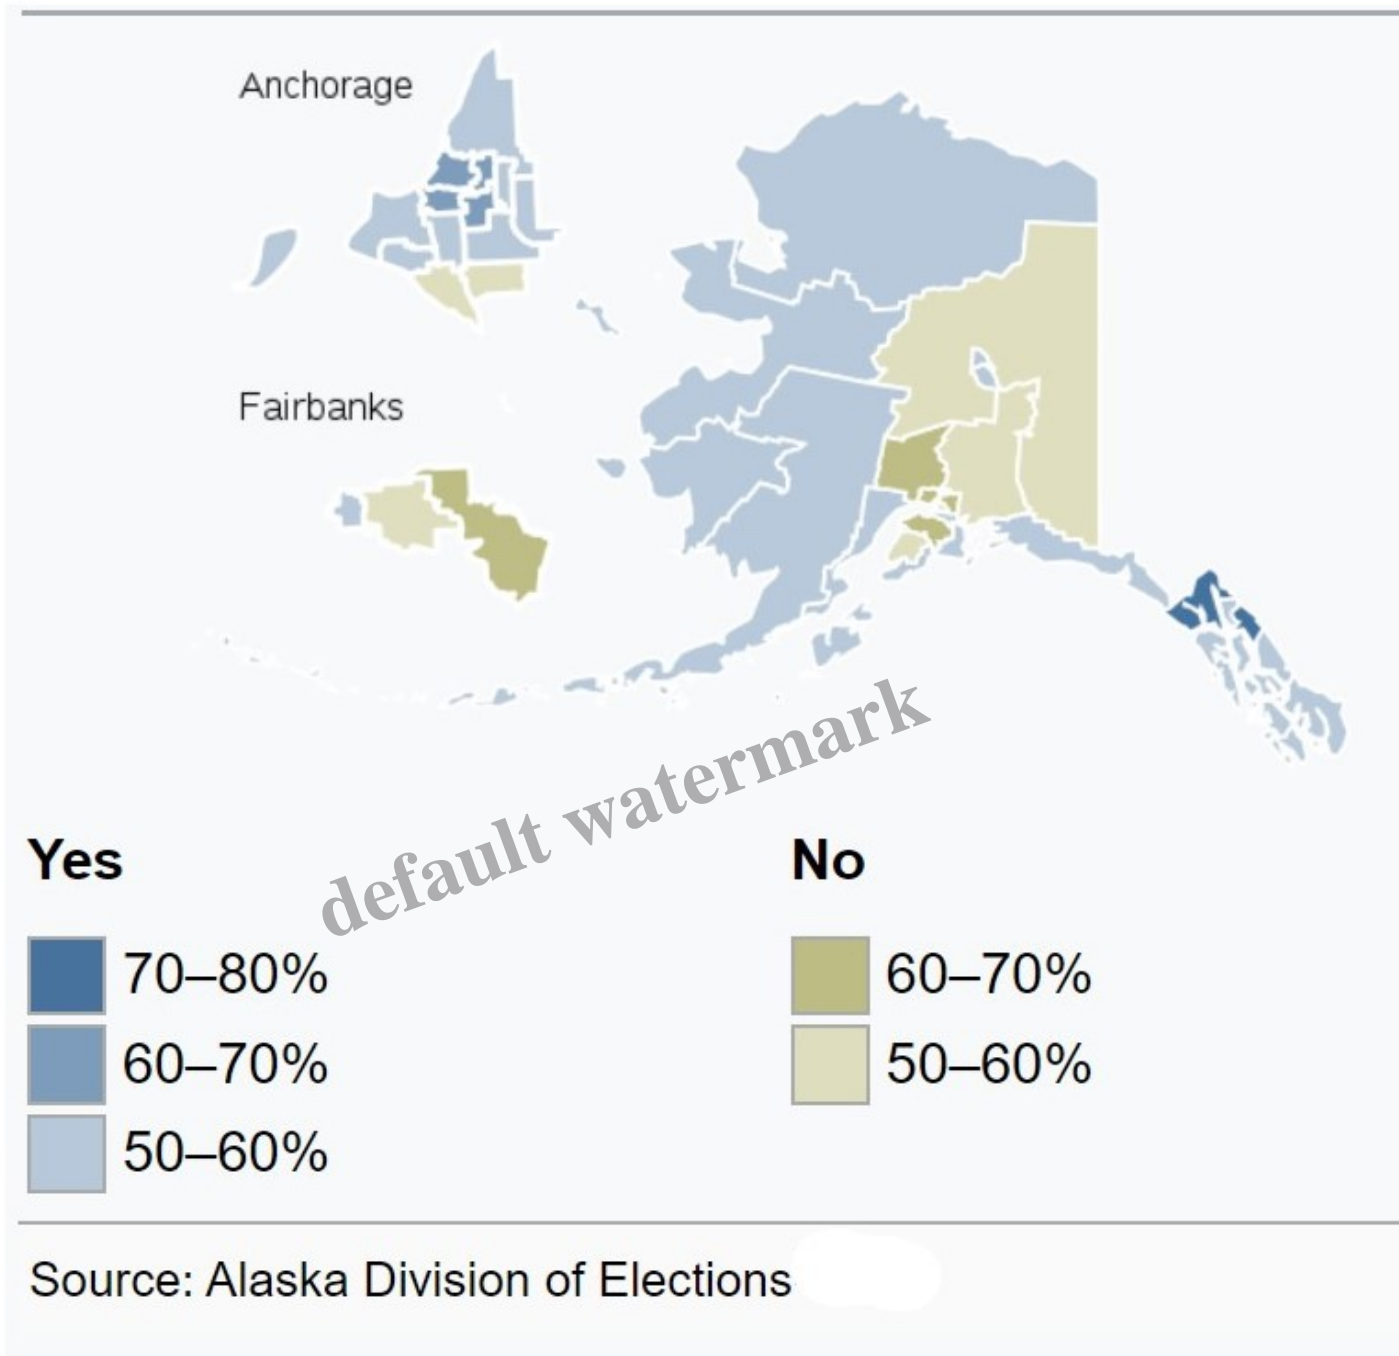 Anchorage
Fairbanks
default watermark
Yes
No
70–80%
60–70%
60–70%
50–60%
50–60%
Source: Alaska Division of Elections